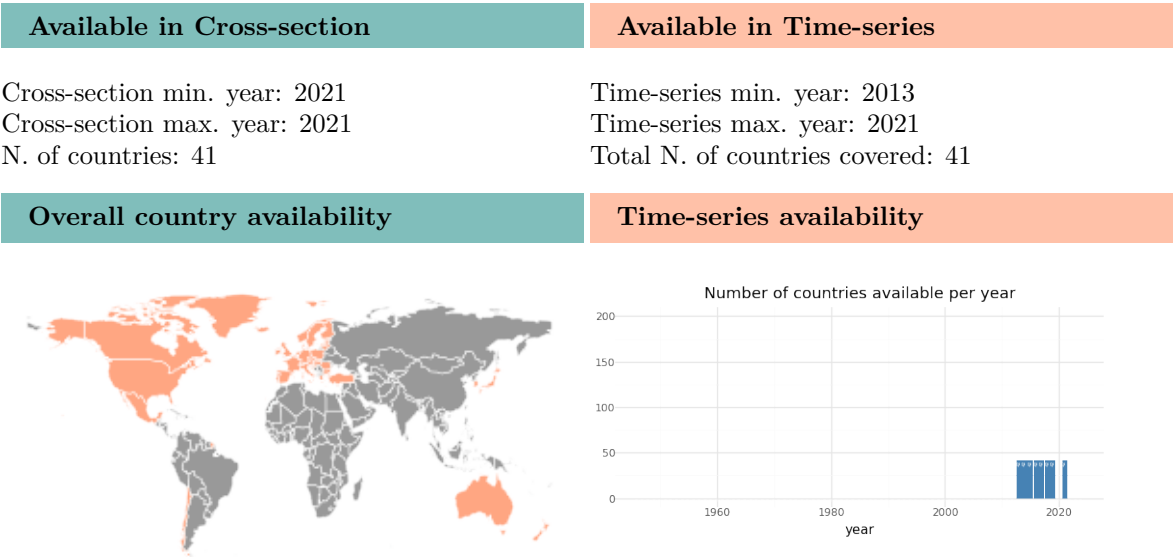 Available in Cross-section
Available in Time-series
Cross-section min. year: 2021
Cross-section max. year: 2021
N. of countries: 41
Time-series min. year: 2013
Time-series max. year: 2021
Total N. of countries covered: 41
Overall country availability
Time-series availability
Number of countries available per year
200
150
100
50
0
1960
1980
2000
2020
year